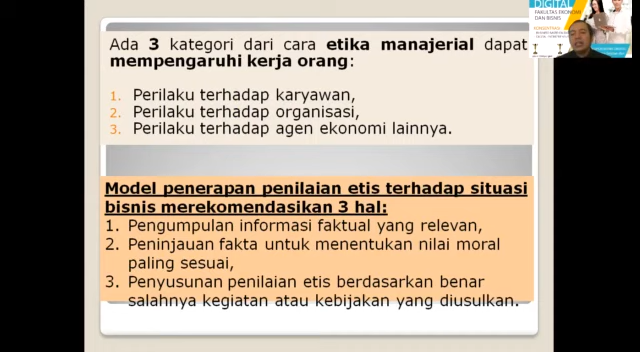 Ada 3 kategori dari cara etika manajerial dapat
mempengaruhi kerja orang:
1. Perilaku terhadap karyawan,
2. Perilaku terhadap organisasi,
3. Perilaku terhadap agen ekonomi lainnya.
Model penerapan penilaian etis terhadap situasi
bisnis merekomendasikan 3 hal:
1. Pengumpulan informasi faktual yang relevan,
2. Peninjauan fakta untuk menentukan nilai moral
paling sesuai,
3. Penyusunan penilaian etis berdasarkan benar
salahnya kegiatan atau kebijakan yang diusulkan.
DIGITAL
FAKULTAS EKONOMI
DAN BISNIS